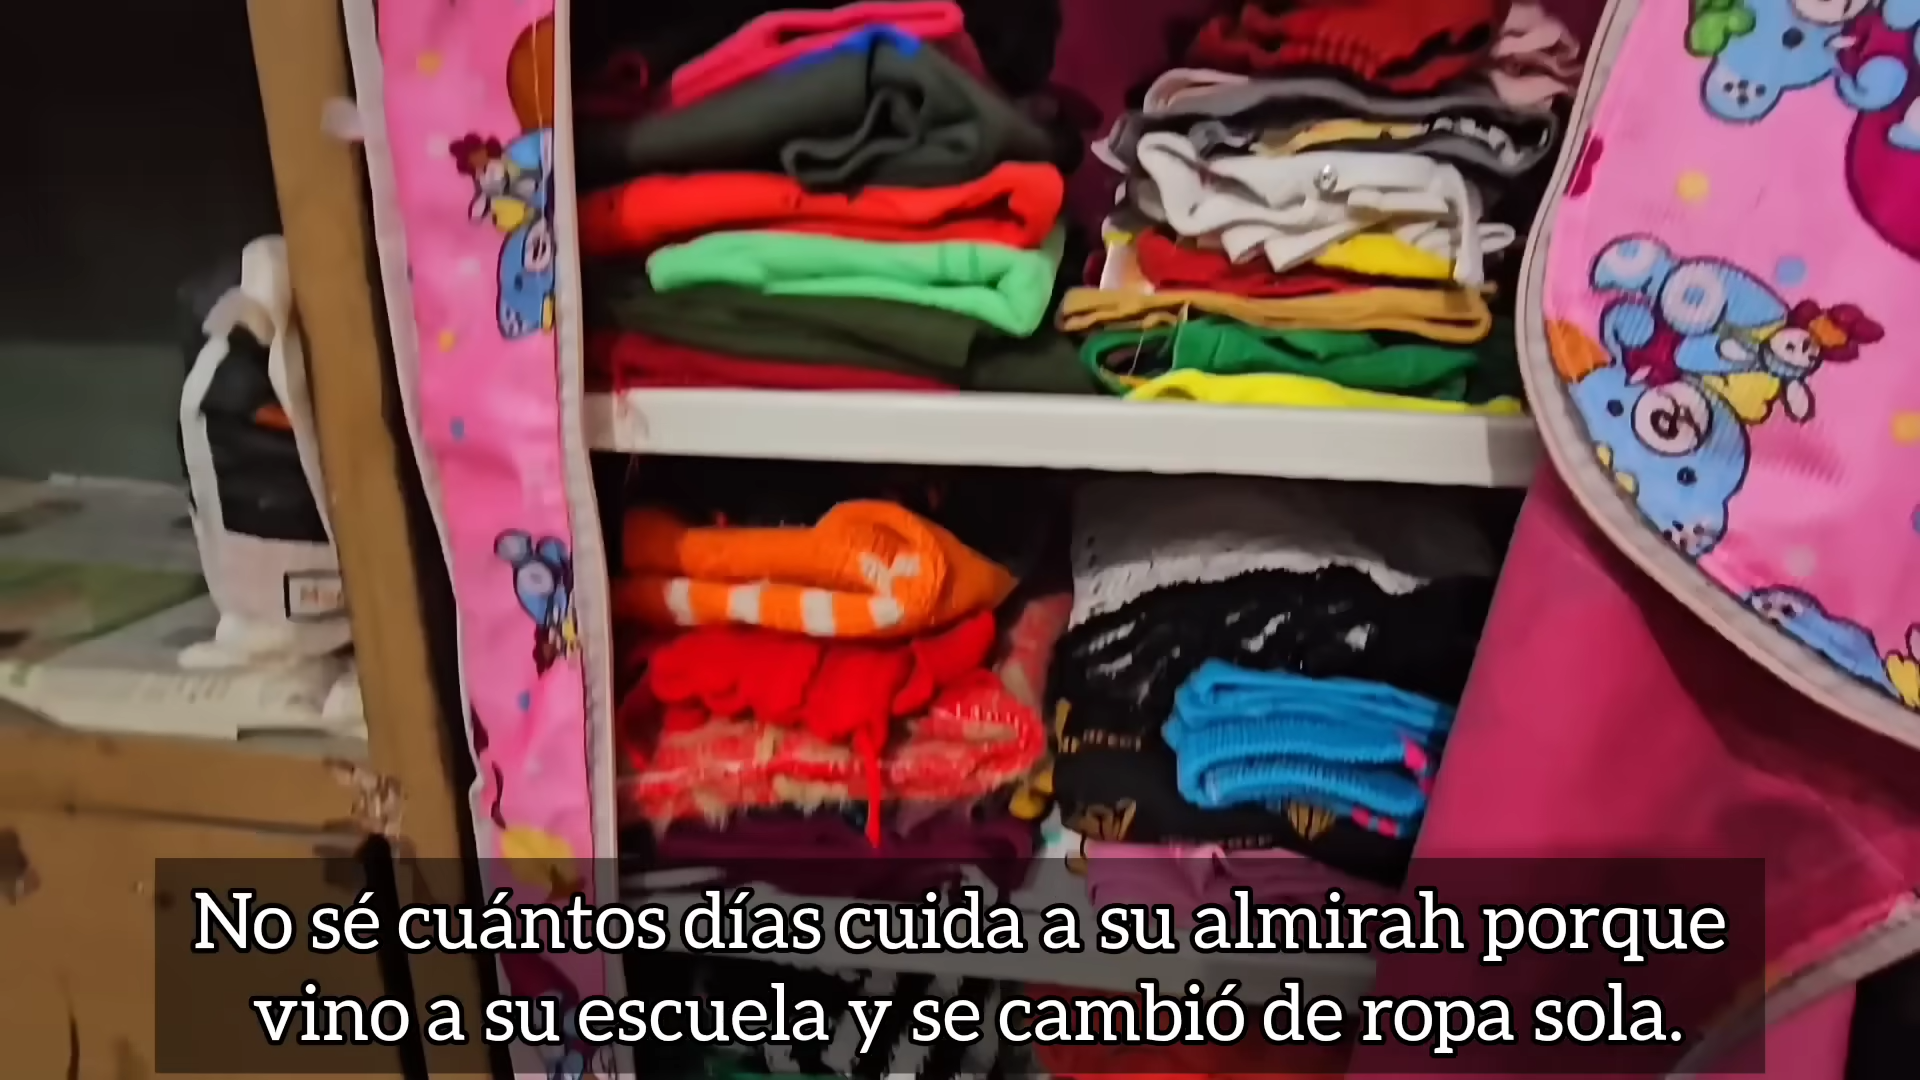 No sé cuántos días cuida a su almirah porque
vino a su escuela y se cambió de ropa sola.